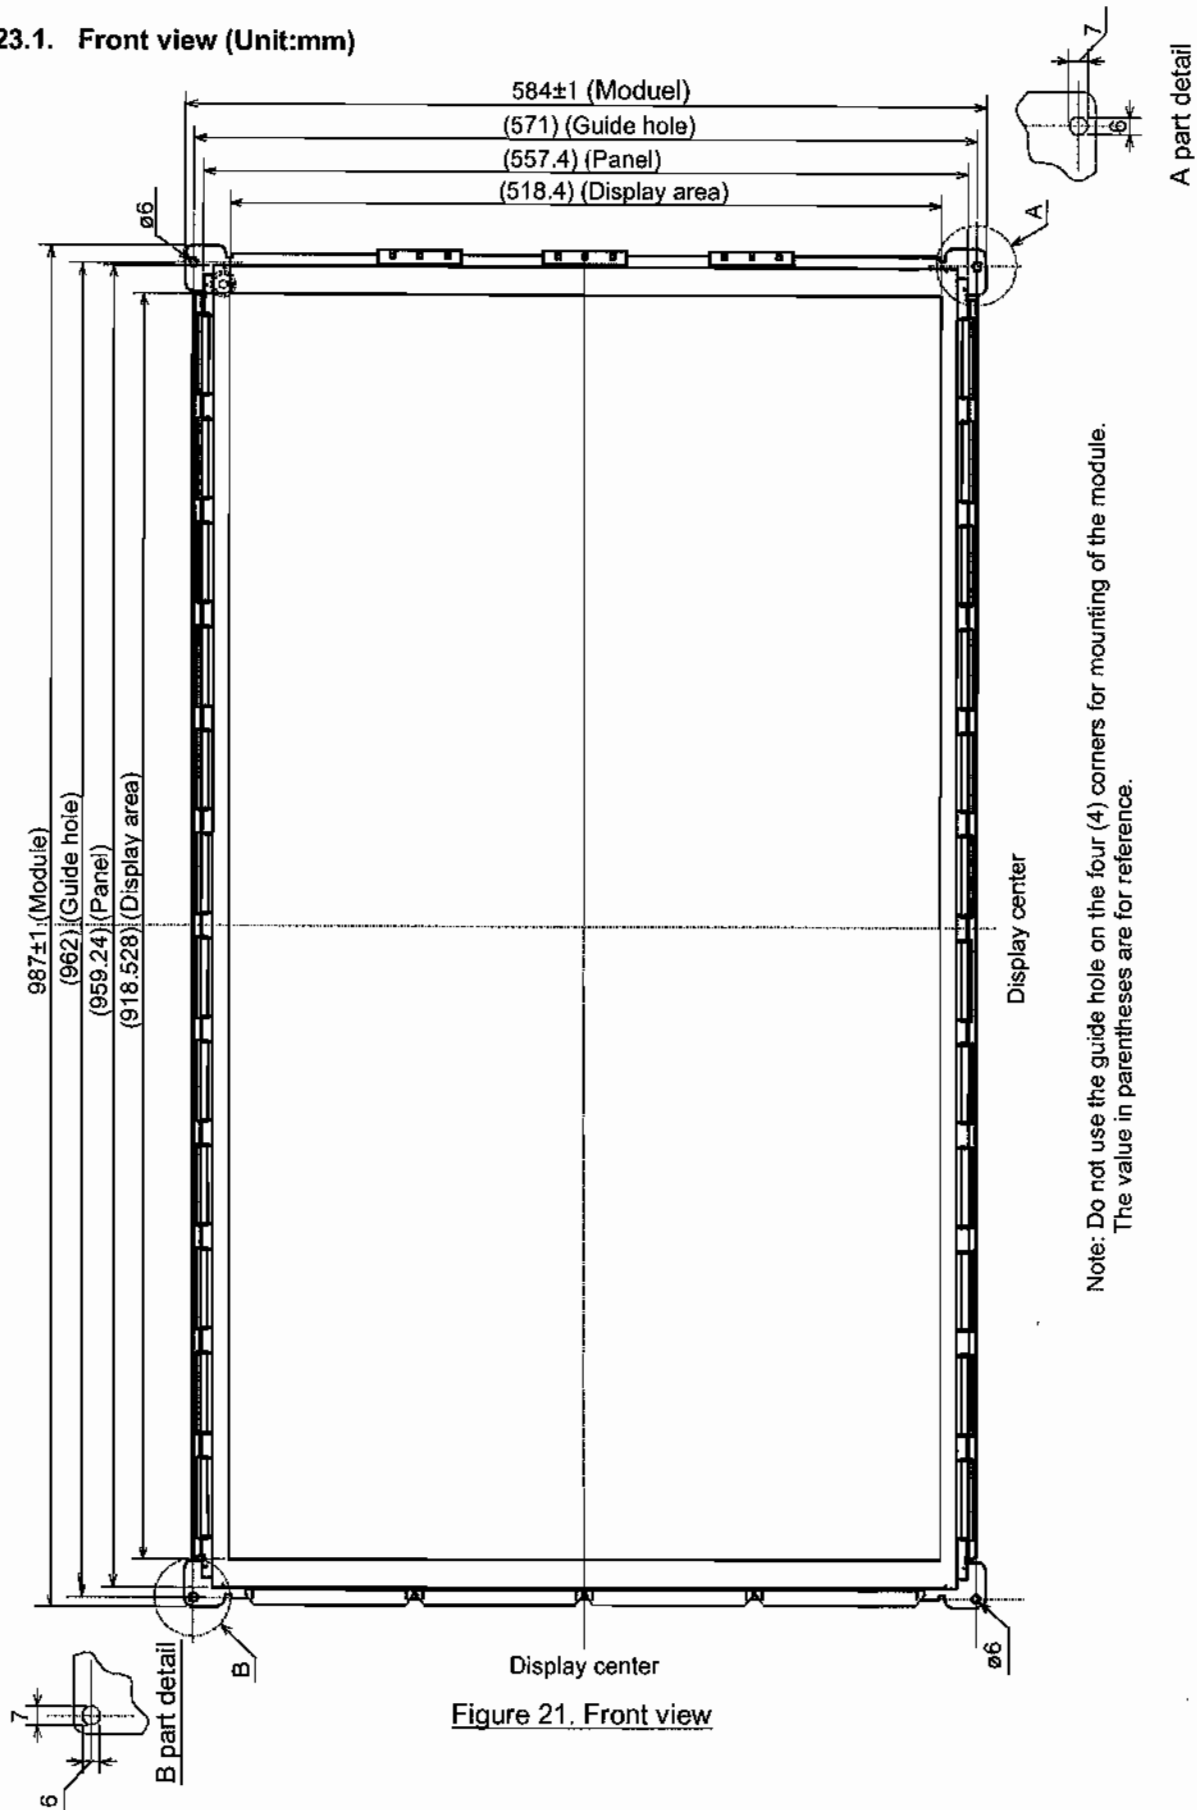 23.1. Front view (Unit:mm)
584±1 (Moduel)
(571) (Guide hole)
(557.4) (Panel)
(518.4) (Display area)
7
6
A part detail
ø6
A
987±1 (Module)
(962) (Guide hole)
(959.24) (Panel)
(918.528) (Display area)
Display center
Note: Do not use the guide hole on the four (4) corners for mounting of the module.
The value in parentheses are for reference.
7
6
B part detail
B
Display center
ø6
Figure 21. Front view